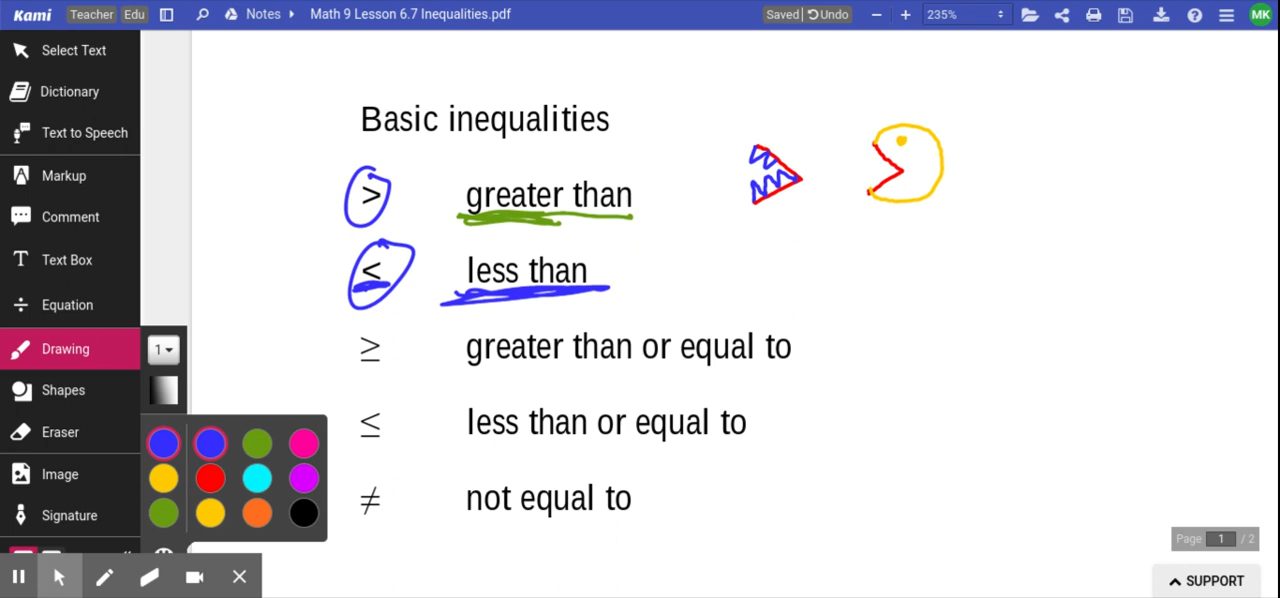 Kami Teacher Edu Notes Math 9 Lesson 6.7 Inequalities.pdf Saved Undo − + 235% MK
Select Text
Dictionary
Text to Speech
Markup
Comment
Text Box
Equation
Drawing
Shapes
Eraser
Image
Signature
1
Basic inequalities
> greater than
< less than
≥ greater than or equal to
≤ less than or equal to
≠ not equal to
Page 1 / 2
SUPPORT